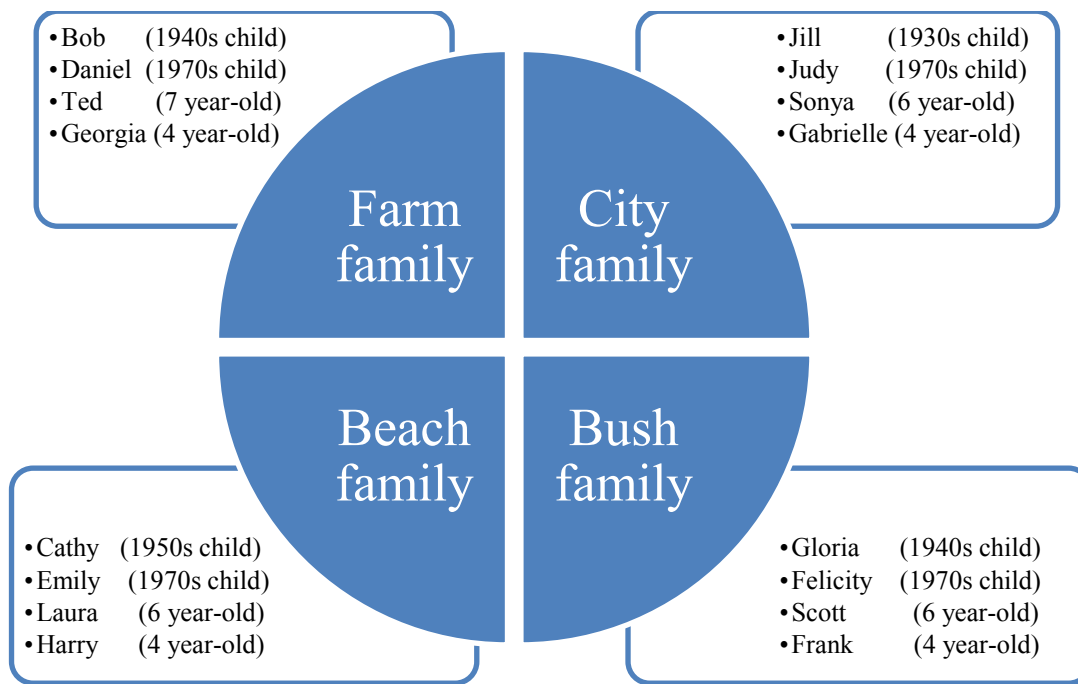 •Bob (1940s child)
•Daniel (1970s child)
•Ted (7 year-old)
•Georgia (4 year-old)
•Jill (1930s child)
•Judy (1970s child)
•Sonya (6 year-old)
•Gabrielle (4 year-old)
Farm
family
City
family
Beach
family
Bush
family
•Cathy (1950s child)
•Emily (1970s child)
•Laura (6 year-old)
•Harry (4 year-old)
•Gloria (1940s child)
•Felicity (1970s child)
•Scott (6 year-old)
•Frank (4 year-old)